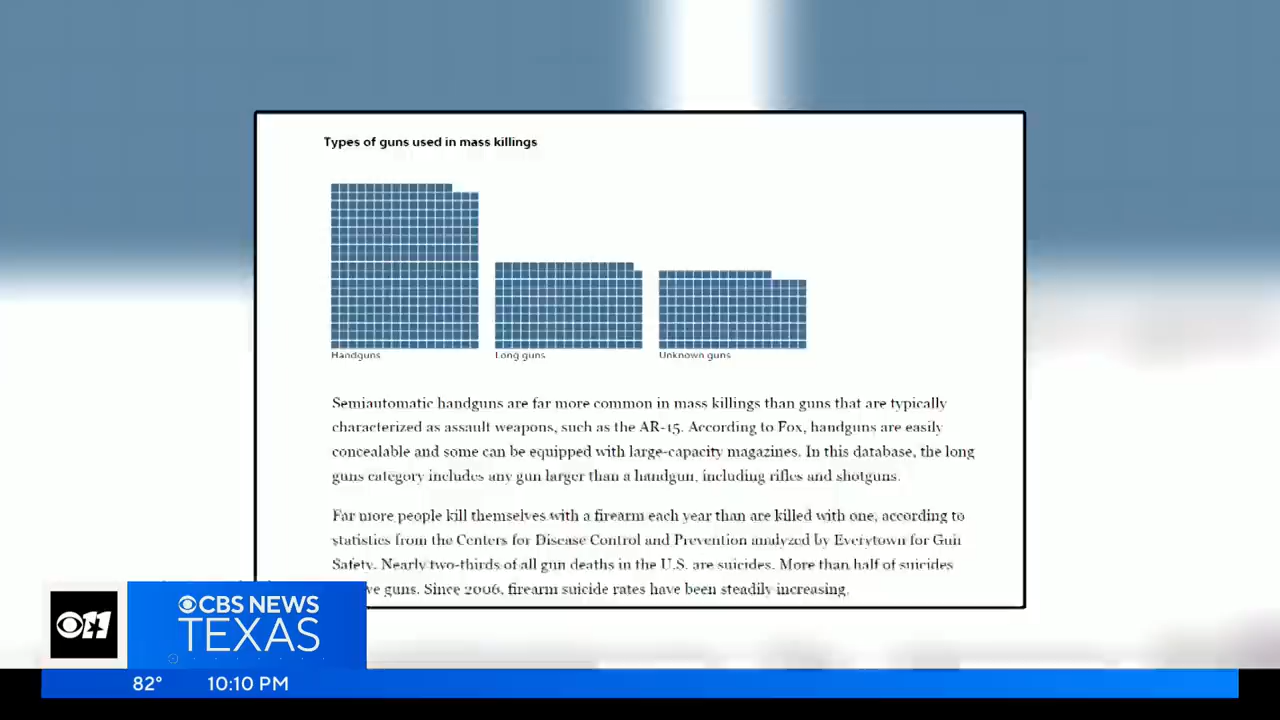 Types of guns used in mass killings
Handguns
Long guns
Unknown guns
Semiautomatic handguns are far more common in mass killings than guns that are typically
characterized as assault weapons, such as the AR-15. According to Fox, handguns are easily
concealable and some can be equipped with large-capacity magazines. In this database, the long
guns category includes any gun larger than a handgun, including rifles and shotguns.
Far more people kill themselves with a firearm each year than are killed with one, according to
statistics from the Centers for Disease Control and Prevention analyzed by Everytown for Gun
Safety. Nearly two-thirds of all gun deaths in the U.S. are suicides. More than half of suicides
guns. Since 2006, firearm suicide rates have been steadily increasing.
11
CBS NEWS
TEXAS
82° 10:10 PM